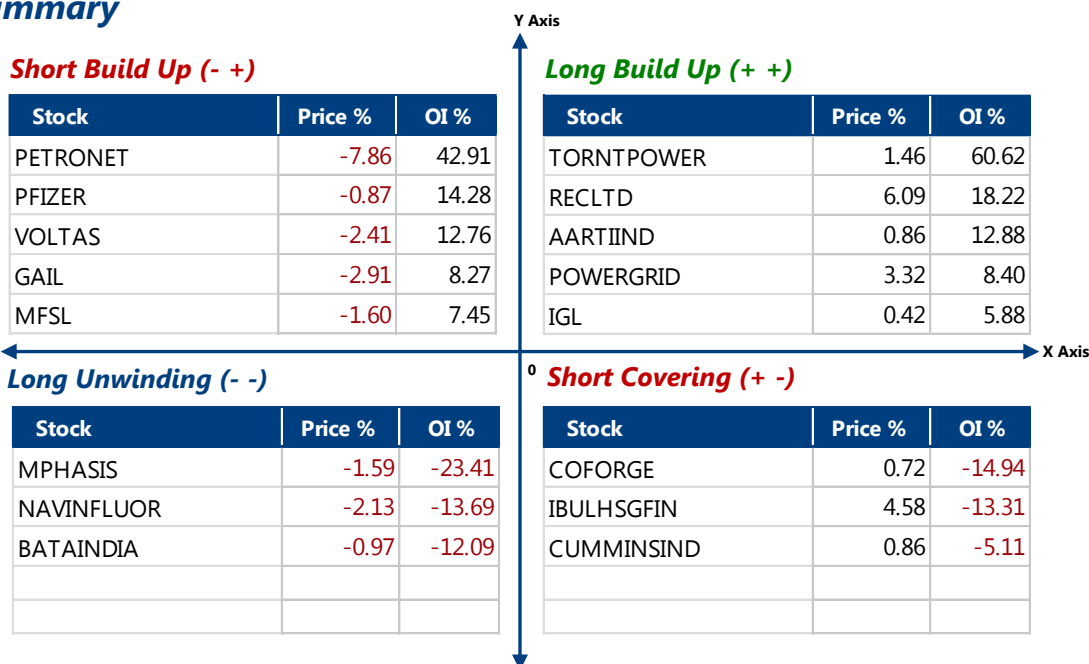 Y Axis
Short Build Up (- +)
Stock Price % OI %
PETRONET -7.86 42.91
PFIZER -0.87 14.28
VOLTAS -2.41 12.76
GAIL -2.91 8.27
MFSL -1.60 7.45
Long Build Up (+ +)
Stock Price % OI %
TORNTPOWER 1.46 60.62
RECLTD 6.09 18.22
AARTIIND 0.86 12.88
POWERGRID 3.32 8.40
IGL 0.42 5.88
X Axis
0
Long Unwinding (- -)
Stock Price % OI %
MPHASIS -1.59 -23.41
NAVINFLUOR -2.13 -13.69
BATAINDIA -0.97 -12.09
Short Covering (+ -)
Stock Price % OI %
COFORGE 0.72 -14.94
IBULHSGFIN 4.58 -13.31
CUMMINSIND 0.86 -5.11